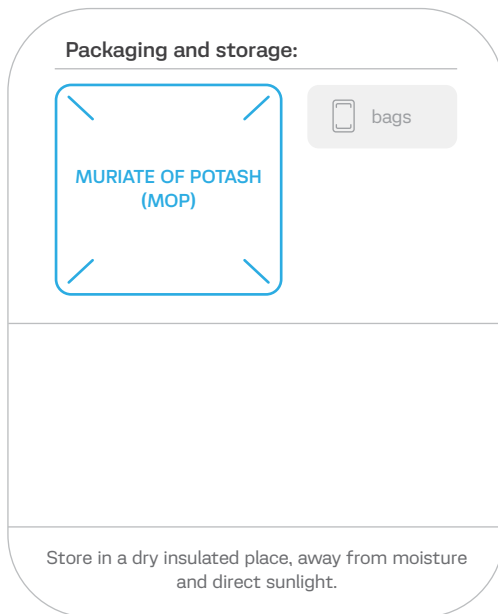 Packaging and storage:
MURIATE OF POTASH
(MOP)
bags
Store in a dry insulated place, away from moisture
and direct sunlight.